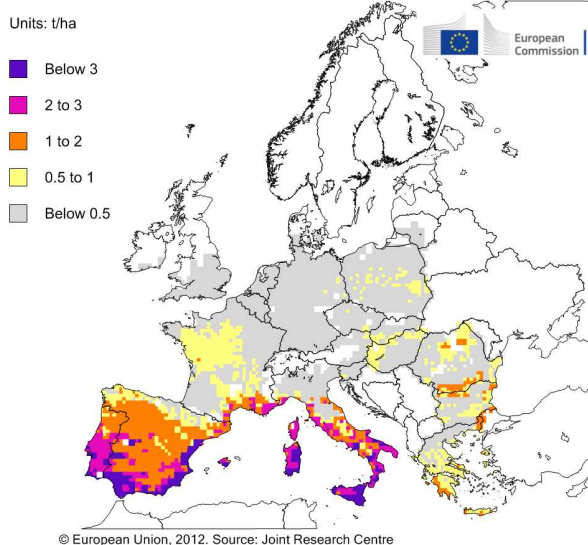 Units: t/ha
European
Commission
Below 3
2 to 3
1 to 2
0.5 to 1
Below 0.5
© European Union, 2012. Source: Joint Research Centre